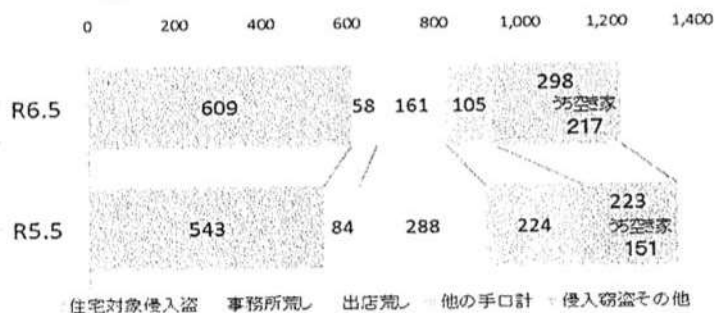 0 200 400 600 800 1,000 1,200 1,400
R6.5 609 58 161 105 298
うち空き家
217
R5.5 543 84 288 224 223
うち空き家
151
住宅対象侵入盗 事務所荒し 出店荒し 他の手口計 侵入窃盗その他